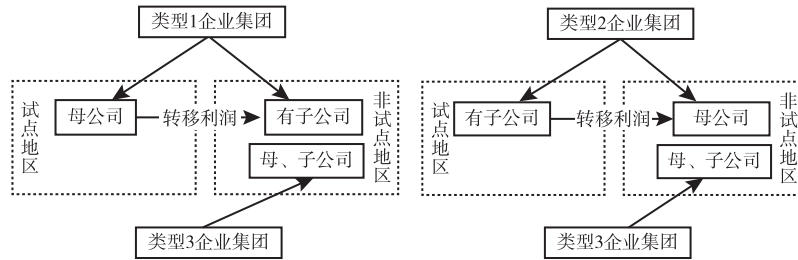 类型1企业集团
试点地区
母公司
转移利润
有子公司
母、子公司
非试点地区
类型3企业集团
类型2企业集团
试点地区
有子公司
转移利润
母公司
母、子公司
非试点地区
类型3企业集团